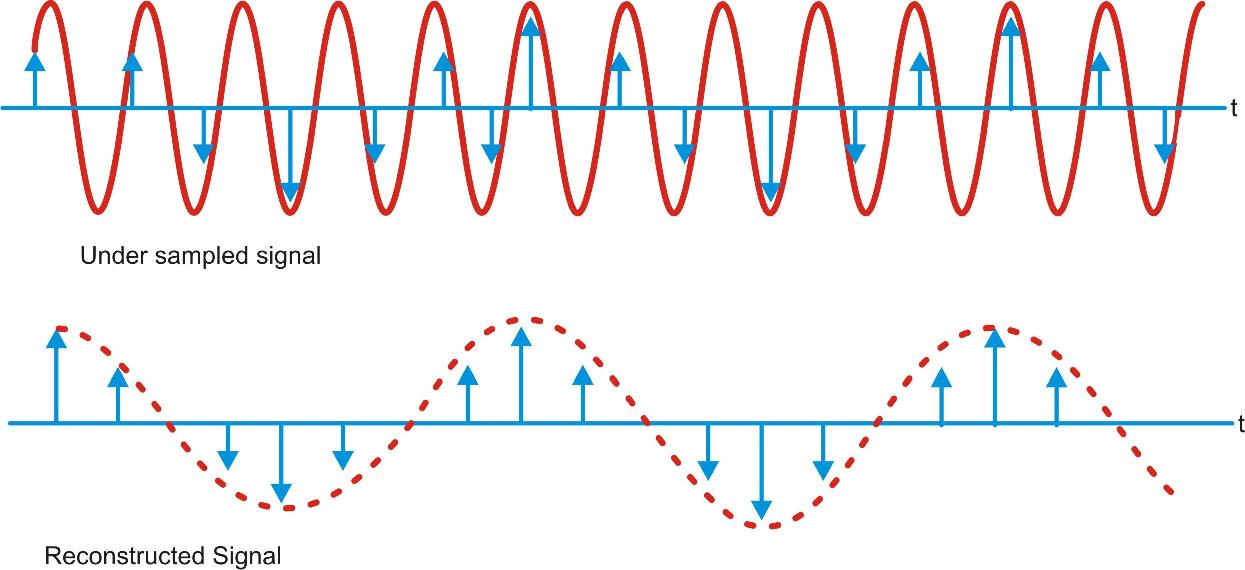 t
Under sampled signal
t
Reconstructed Signal